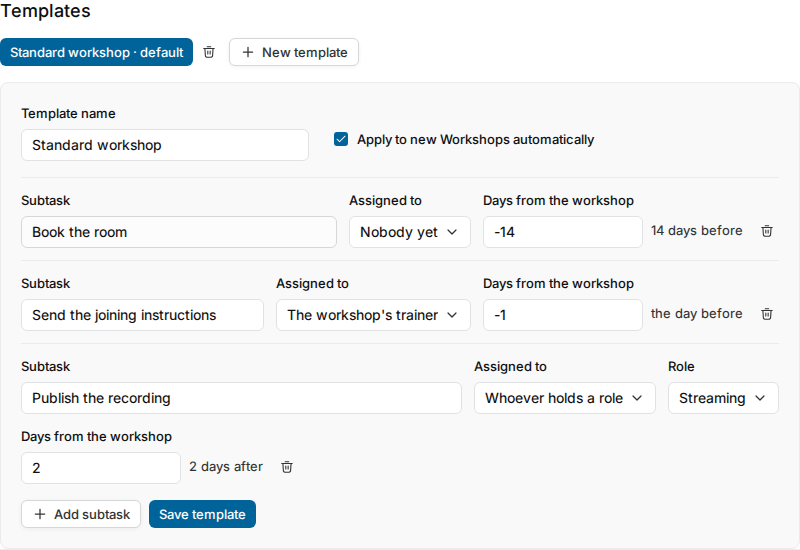 Templates
Standard workshop · default
New template
Template name
Standard workshop
Apply to new Workshops automatically
Subtask Assigned to Days from the workshop
Book the room Nobody yet -14 14 days before
Subtask Assigned to Days from the workshop
Send the joining instructions The workshop's trainer -1 the day before
Subtask Assigned to Role
Publish the recording Whoever holds a role Streaming
Days from the workshop
2 2 days after
Add subtask Save template